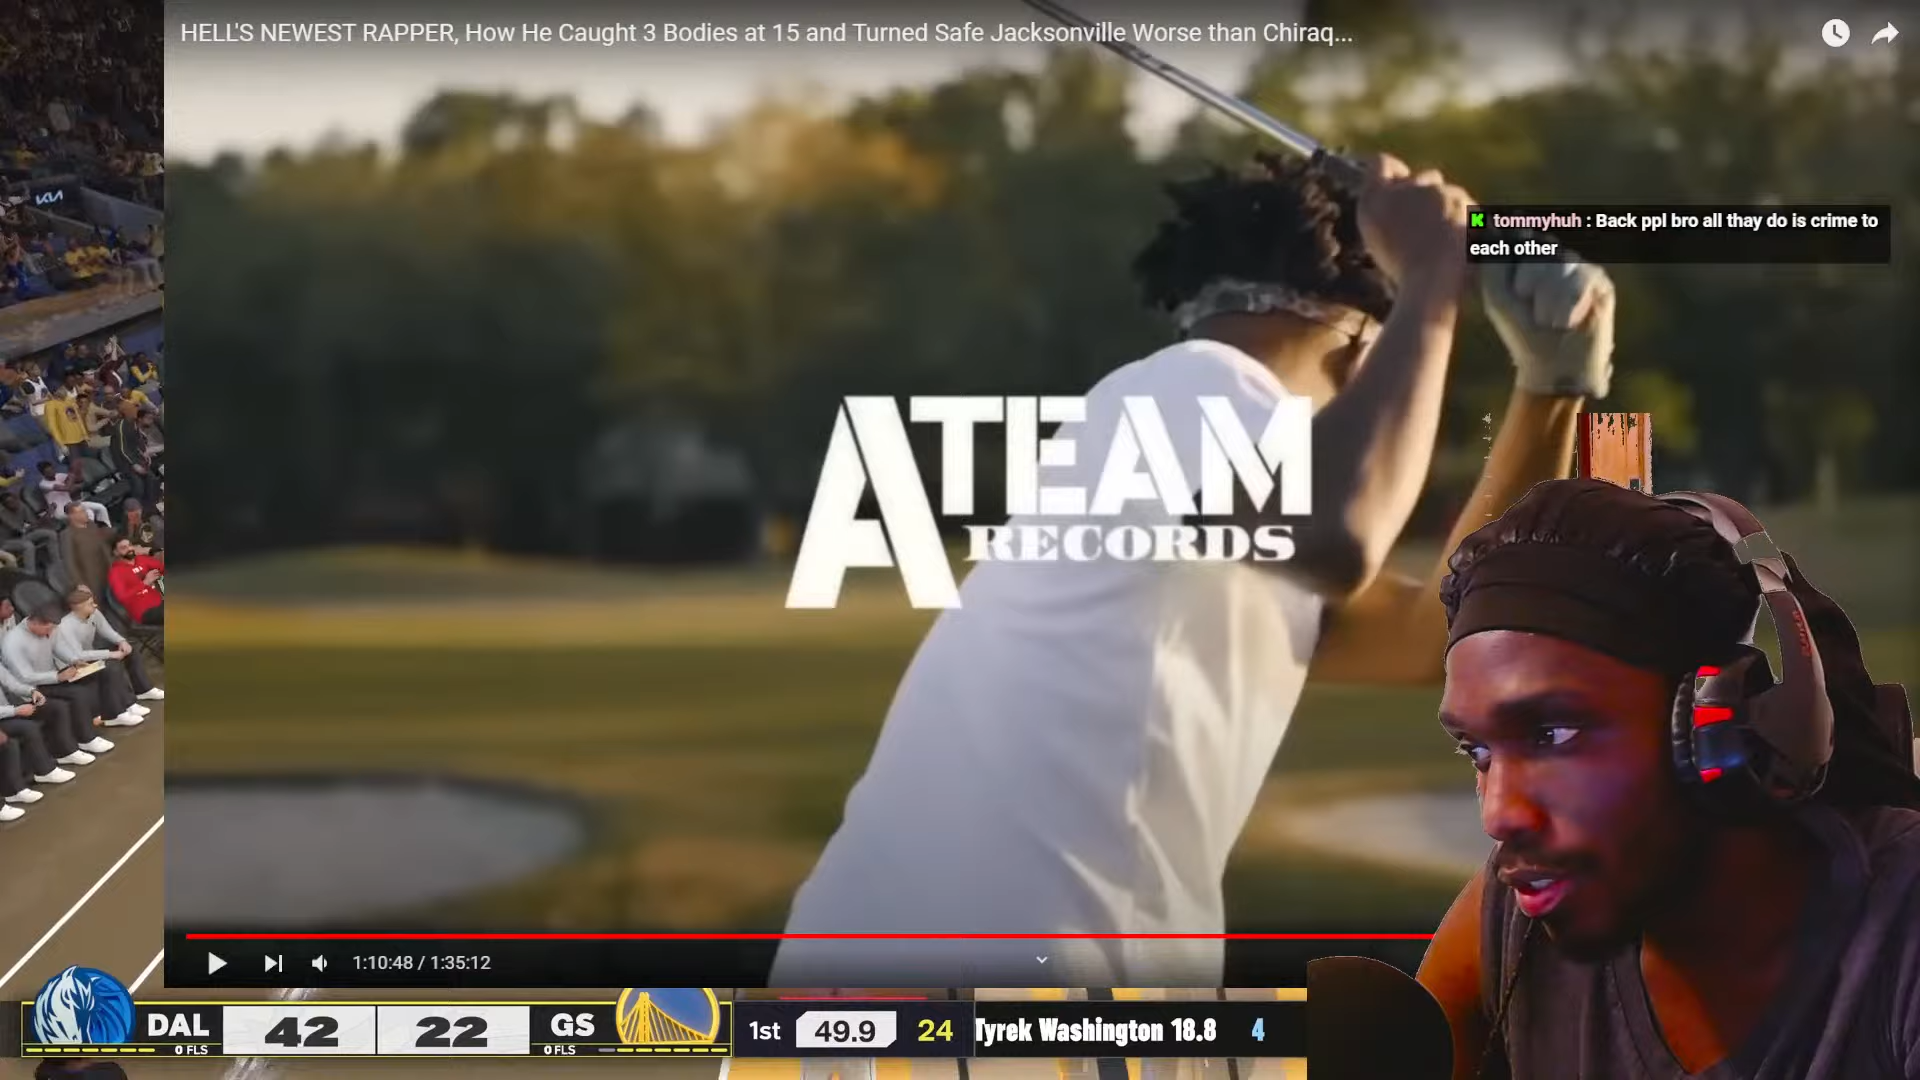 HELL'S NEWEST RAPPER, How He Caught 3 Bodies at 15 and Turned Safe Jacksonville Worse than Chiraq...
KIA
K tommyhuh : Back ppl bro all thay do is crime to
each other
ATEAM
RECORDS
1:10:48 / 1:35:12
DAL 42 22 GS 1st 49.9 24 Tyrek Washington 18.8 4
0 FLS 0 FLS